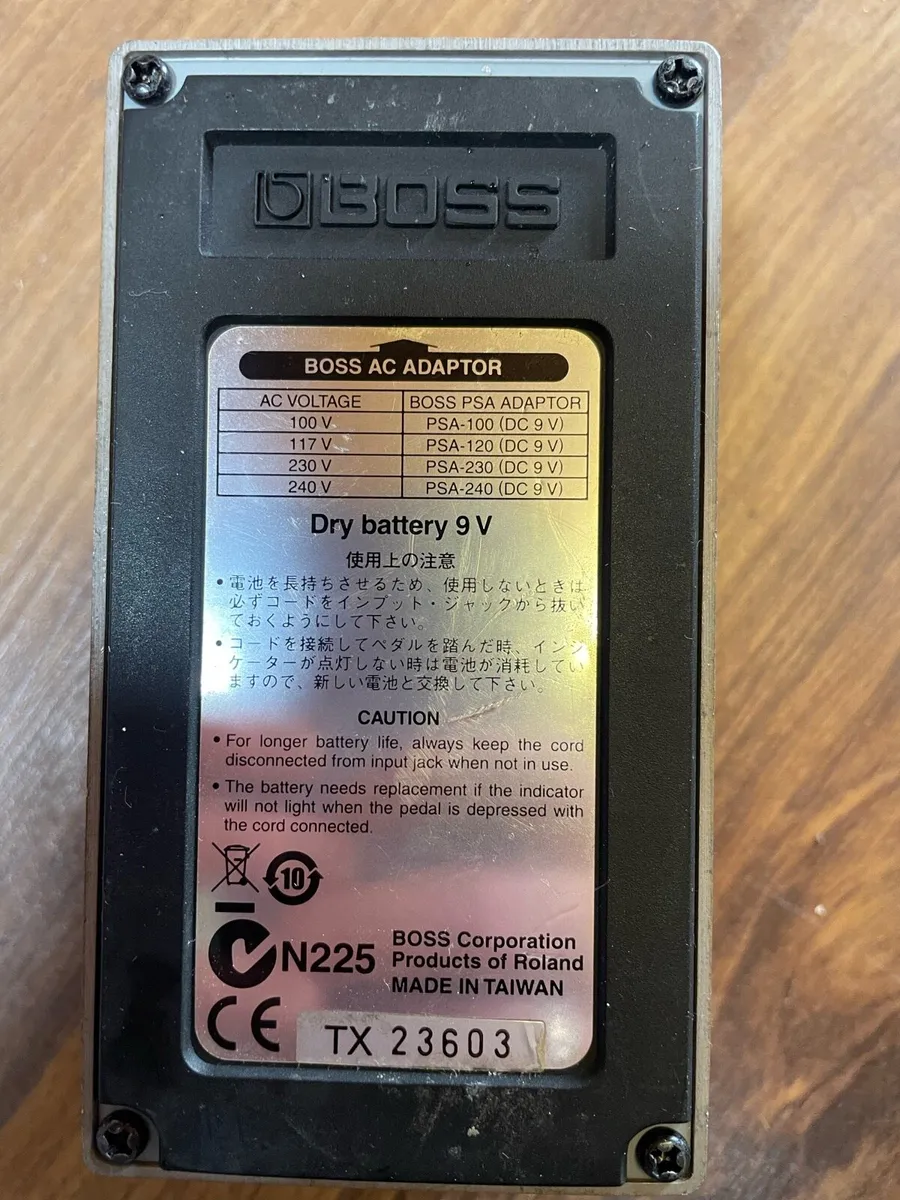 BOSS
BOSS AC ADAPTOR
AC VOLTAGE BOSS PSA ADAPTOR
100 V PSA-100 (DC 9 V)
117 V PSA-120 (DC 9 V)
230 V PSA-230 (DC 9 V)
240 V PSA-240 (DC 9 V)
Dry battery 9 V
使用上の注意
• 電池を長持ちさせるため、使用しないときは
必ずコードをインプット・ジャックから抜い
ておくようにして下さい。
• コードを接続してペダルを踏んだ時、インジ
ケーターが点灯しない時は電池が消耗してい
ますので、新しい電池と交換して下さい。
CAUTION
• For longer battery life, always keep the cord
disconnected from input jack when not in use.
• The battery needs replacement if the indicator
will not light when the pedal is depressed with
the cord connected.
10
N225
BOSS Corporation
Products of Roland
MADE IN TAIWAN
CE
TX 23603